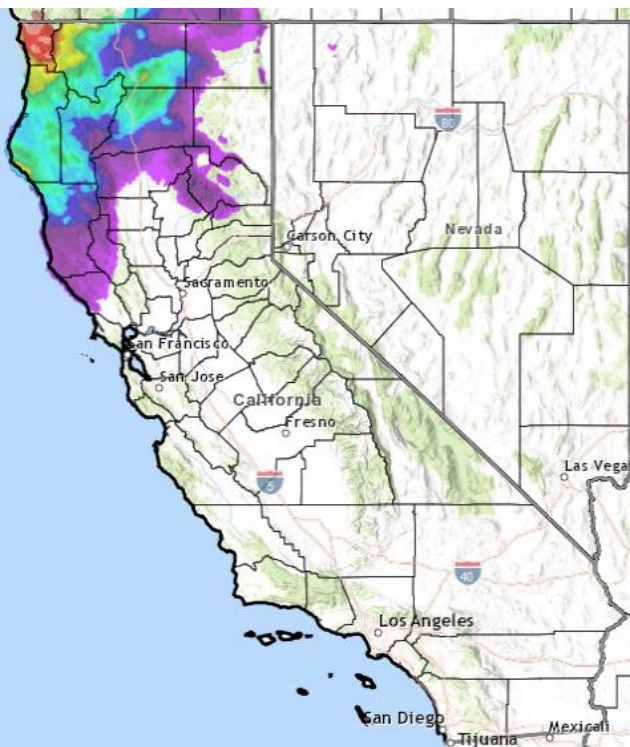 80
Carson City
Nevada
Sacramento
San Francisco
San Jose
California
Fresno
5
Las Vega
40
Los Angeles
San Diego
Tijuana
Mexicali